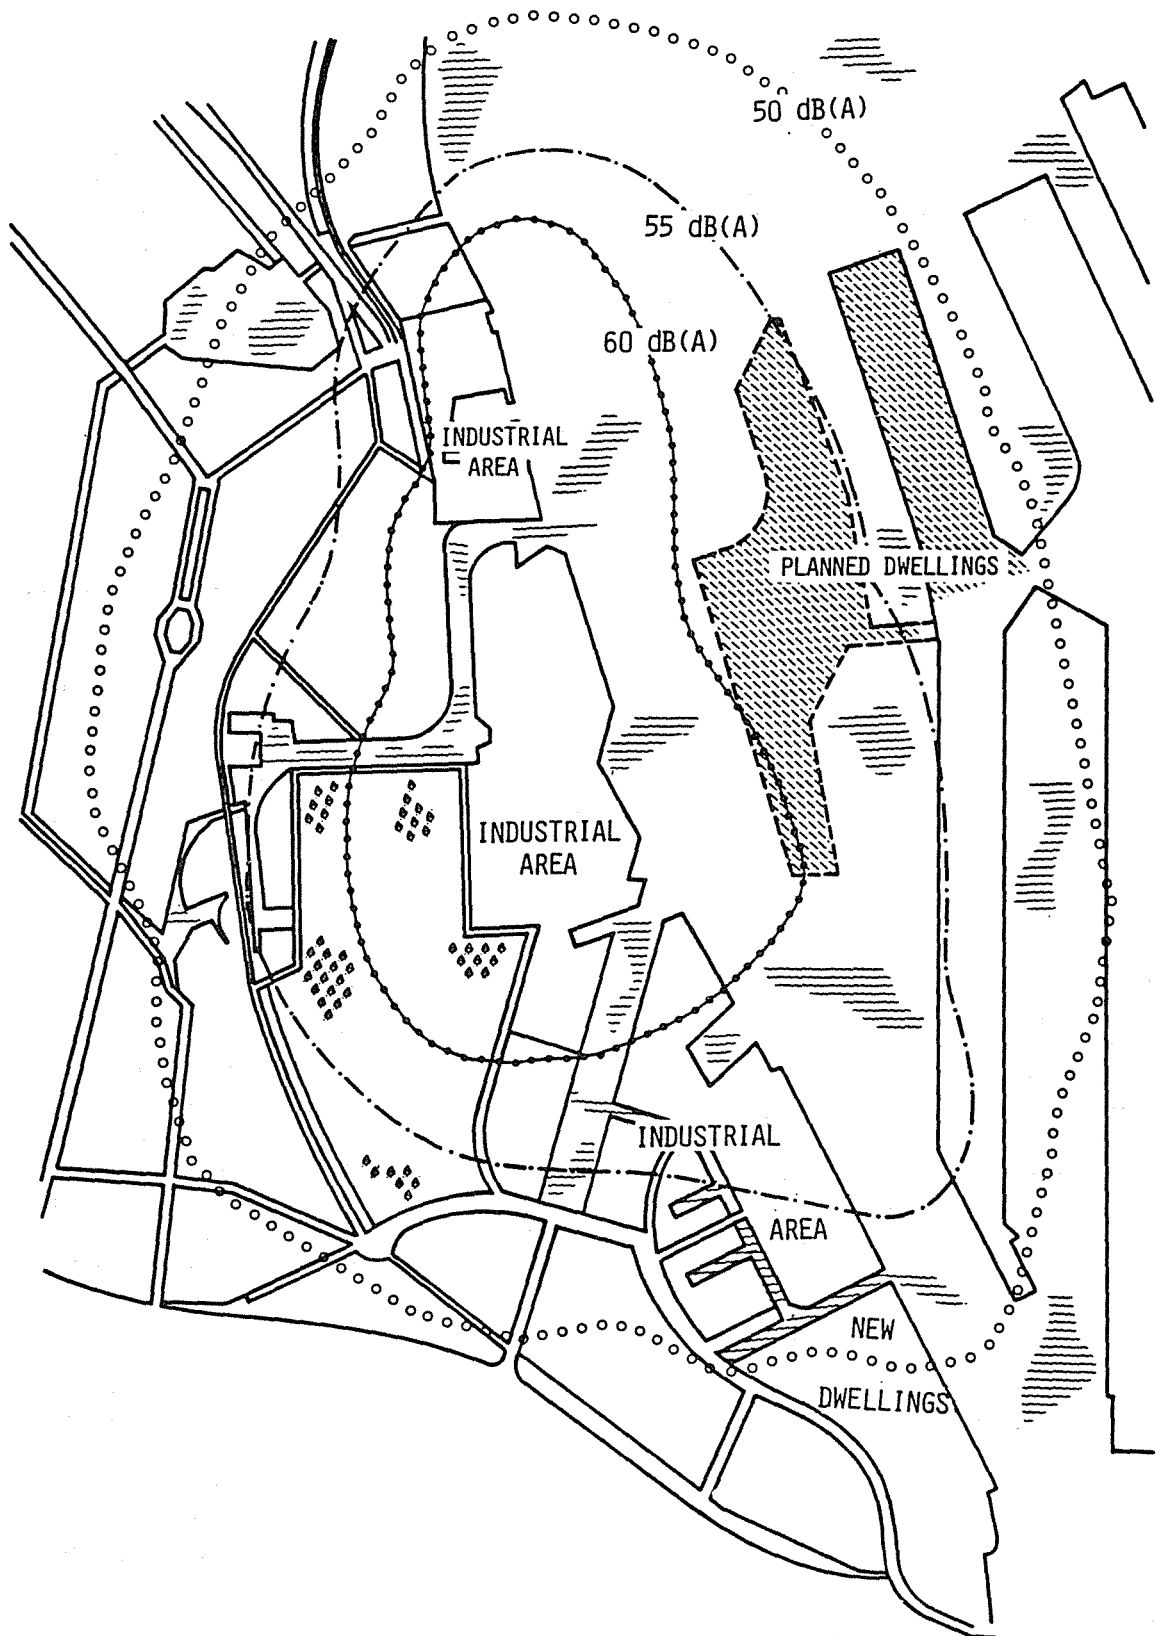 50 dB(A)
55 dB(A)
60 dB(A)
INDUSTRIAL
AREA
PLANNED DWELLINGS
INDUSTRIAL
AREA
INDUSTRIAL
AREA
NEW
DWELLINGS